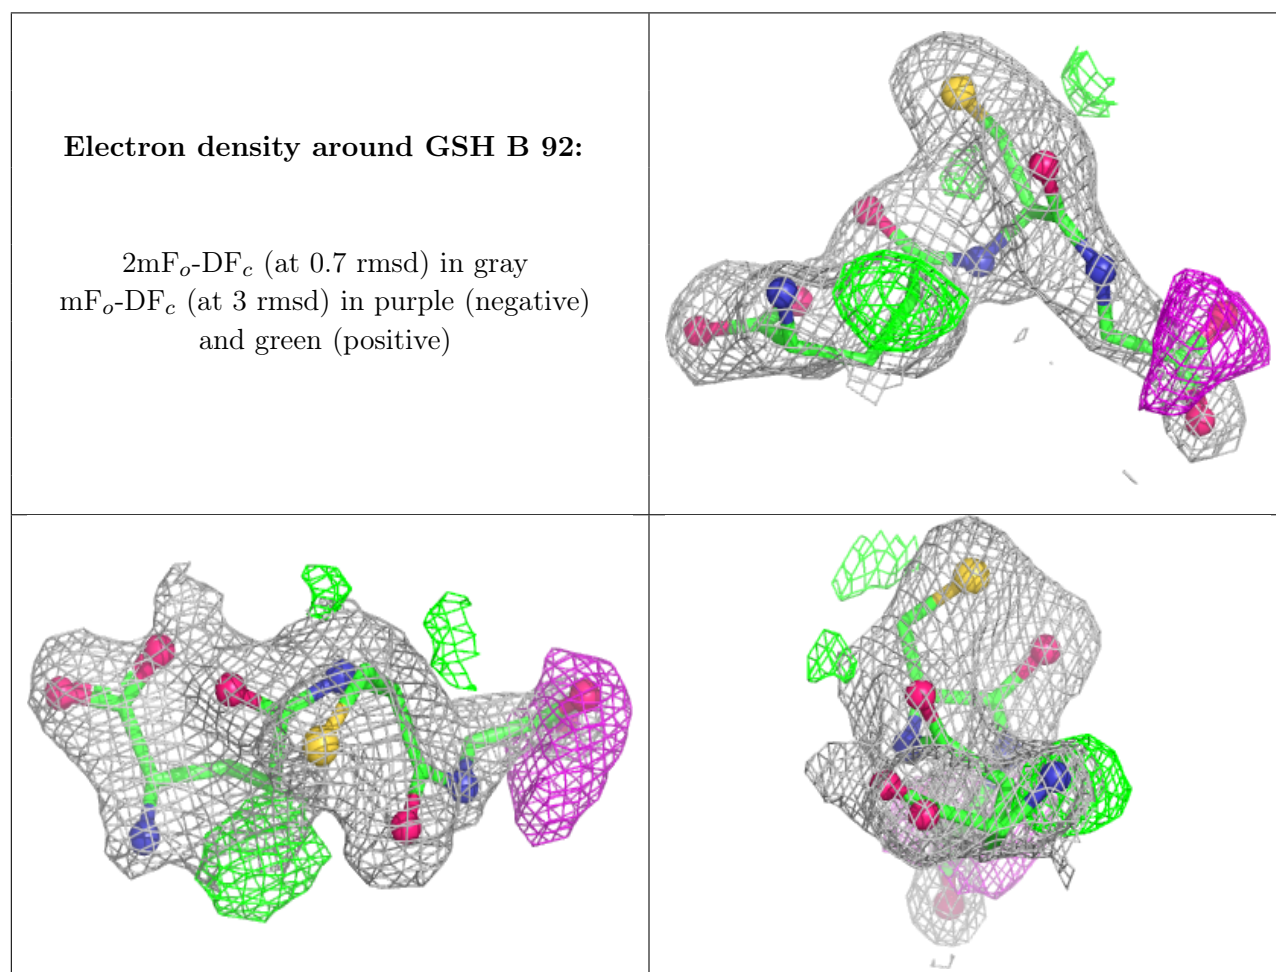 Electron density around GSH B 92:
2mFₒ-DF𝒸 (at 0.7 rmsd) in gray
mFₒ-DF𝒸 (at 3 rmsd) in purple (negative)
and green (positive)